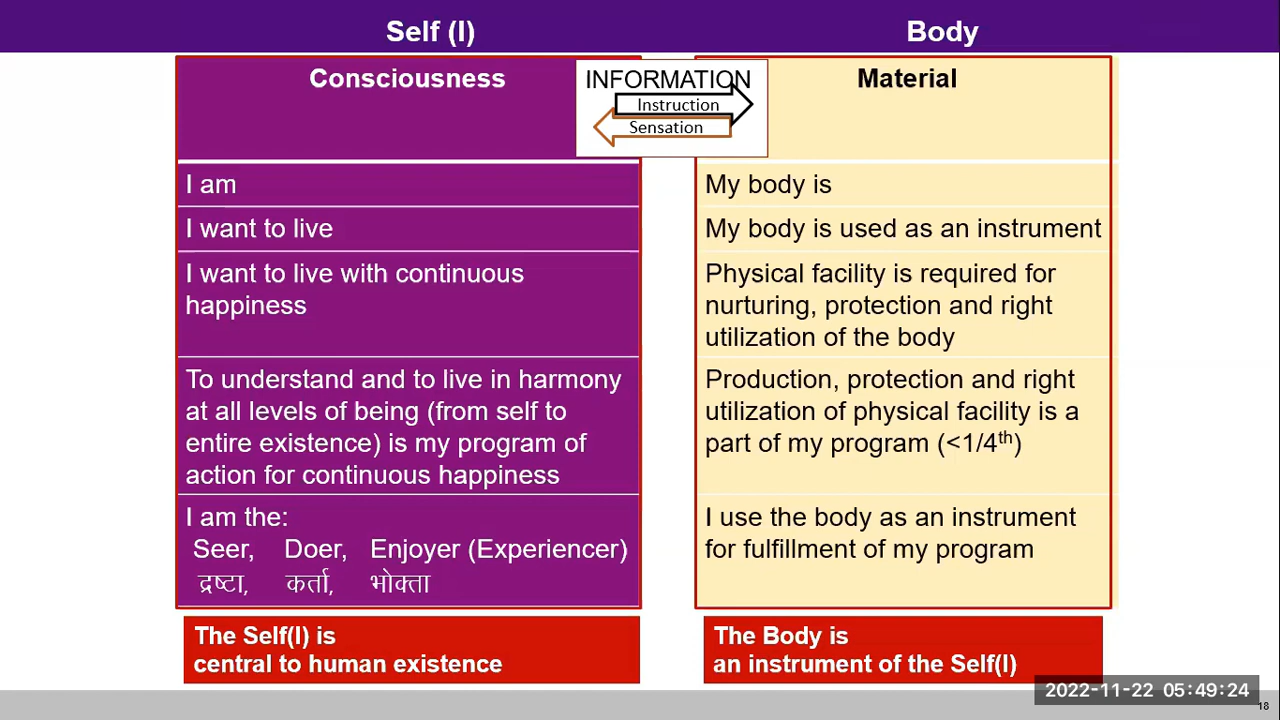 Self (I)
Body
Consciousness
INFORMATION
Instruction
Sensation
Material
I am
My body is
I want to live
My body is used as an instrument
I want to live with continuous
happiness
Physical facility is required for
nurturing, protection and right
utilization of the body
To understand and to live in harmony
at all levels of being (from self to
entire existence) is my program of
action for continuous happiness
Production, protection and right
utilization of physical facility is a
part of my program (<1/4th)
I am the:
Seer, Doer, Enjoyer (Experiencer)
द्रष्टा, कर्ता, भोक्ता
I use the body as an instrument
for fulfillment of my program
The Self(I) is
central to human existence
The Body is
an instrument of the Self(I)
2022-11-22 05:49:24
18